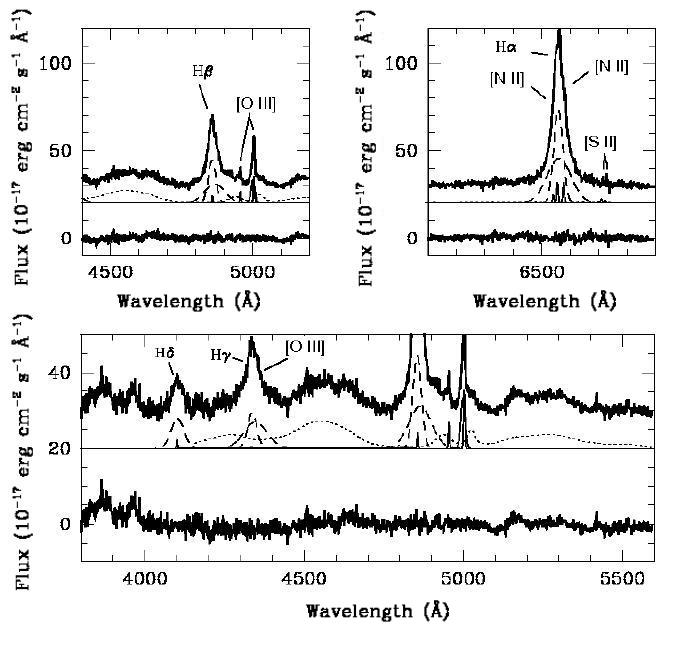 Flux (10⁻¹⁷ erg cm⁻² s⁻¹ Å⁻¹)
100
50
0
Hβ
[O III]
4500
5000
Wavelength (Å)
Flux (10⁻¹⁷ erg cm⁻² s⁻¹ Å⁻¹)
100
50
0
Hα
[N II]
[N II]
[S II]
6500
Wavelength (Å)
Flux (10⁻¹⁷ erg cm⁻² s⁻¹ Å⁻¹)
40
20
0
Hδ
Hγ
[O III]
4000
4500
5000
5500
Wavelength (Å)